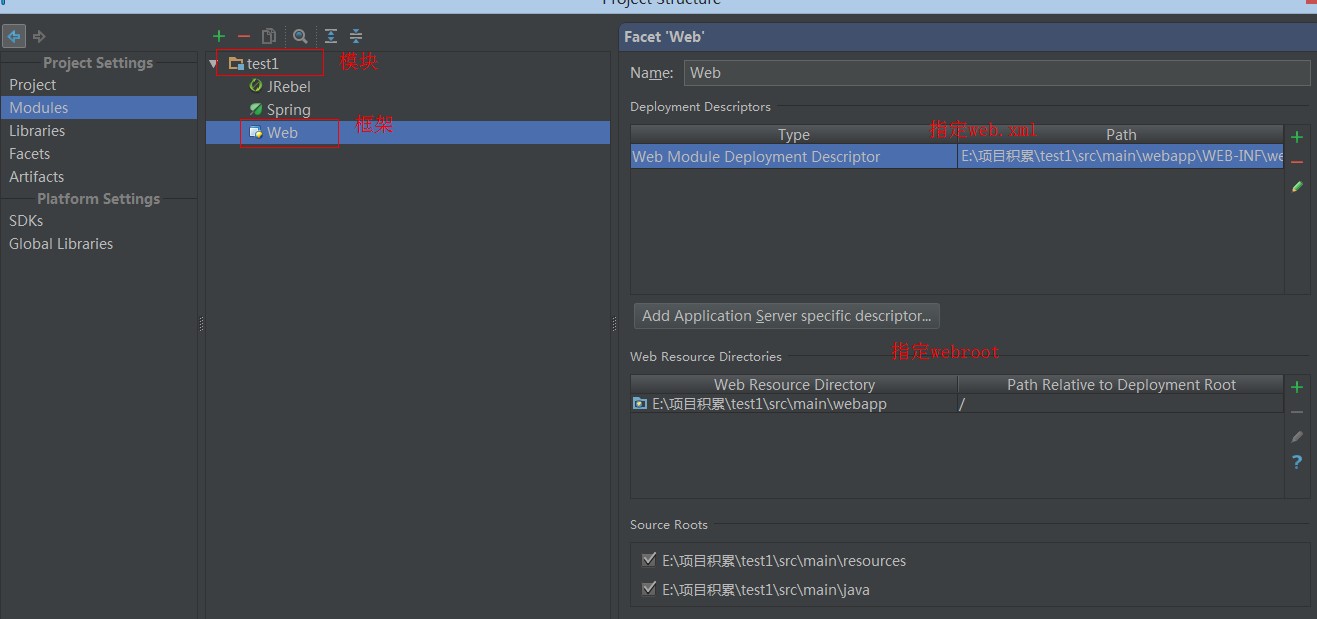 Project Structure
Project Settings
Project
Modules
Libraries
Facets
Artifacts
Platform Settings
SDKs
Global Libraries
test1
模块
JRebel
Spring
Web
框架
Facet 'Web'
Name: Web
Deployment Descriptors
指定web.xml
Type Path
Web Module Deployment Descriptor E:\项目积累\test1\src\main\webapp\WEB-INF\we
Add Application Server specific descriptor...
指定webroot
Web Resource Directories
Web Resource Directory Path Relative to Deployment Root
E:\项目积累\test1\src\main\webapp /
Source Roots
E:\项目积累\test1\src\main\resources
E:\项目积累\test1\src\main\java